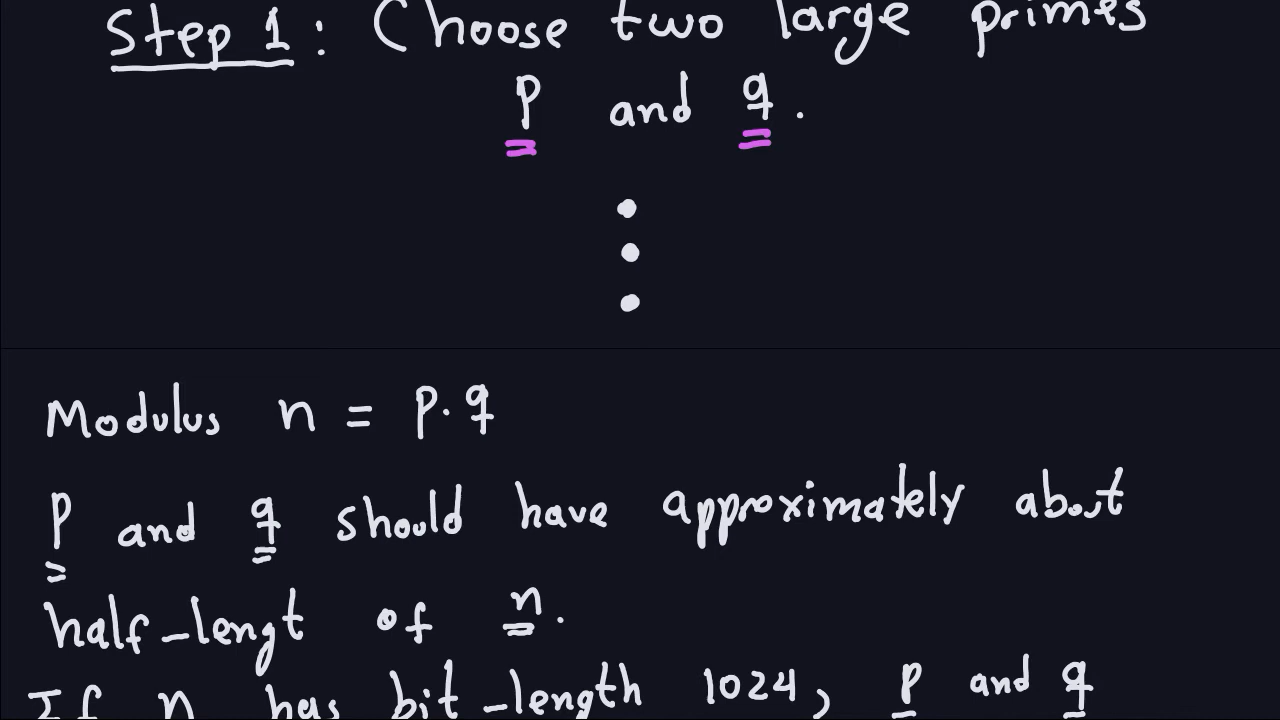 Step 1: Choose two large primes
p and q.
Modulus n = p·q
p and q should have approximately about
half-lengt of n.
If n has bit-length 1024, p and q